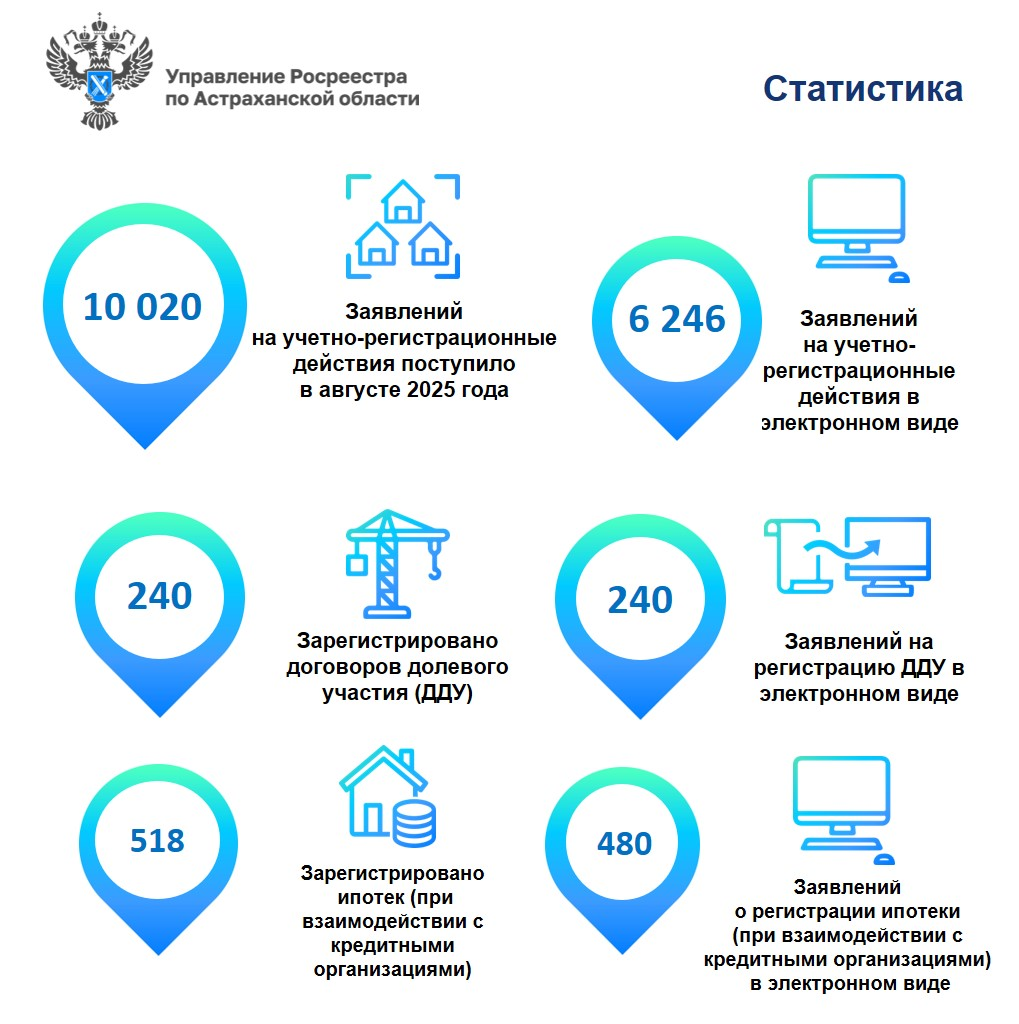 Управление Росреестра
по Астраханской области
Статистика
10 020
Заявлений
на учетно-регистрационные
действия поступило
в августе 2025 года
6 246
Заявлений
на учетно-
регистрационные
действия в
электронном виде
240
Зарегистрировано
договоров долевого
участия (ДДУ)
240
Заявлений на
регистрацию ДДУ в
электронном виде
518
Зарегистрировано
ипотек (при
взаимодействии с
кредитными
организациями)
480
Заявлений
о регистрации ипотеки
(при взаимодействии с
кредитными организациями)
в электронном виде